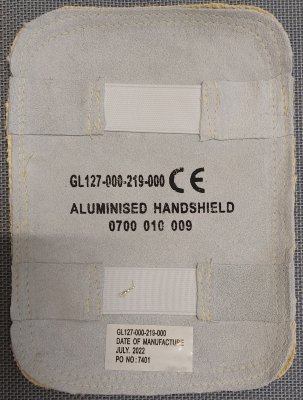 GL127-000-219-000 CE
ALUMINISED HANDSHIELD
0700 010 009
GL127-000-219-000
DATE OF MANUFACTURE
JULY. 2022
PO NO:7401